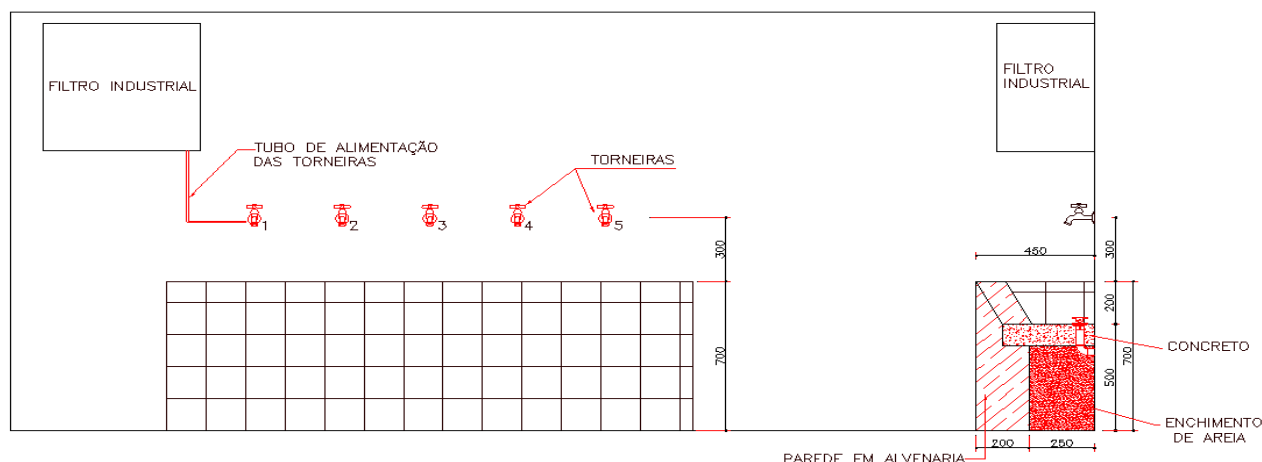 FILTRO INDUSTRIAL
FILTRO
INDUSTRIAL
TUBO DE ALIMENTAÇÃO
DAS TORNEIRAS
TORNEIRAS
1
2
3
4
5
300
700
450
300
200
700
500
CONCRETO
ENCHIMENTO
DE AREIA
200
250
PAREDE EM ALVENARIA